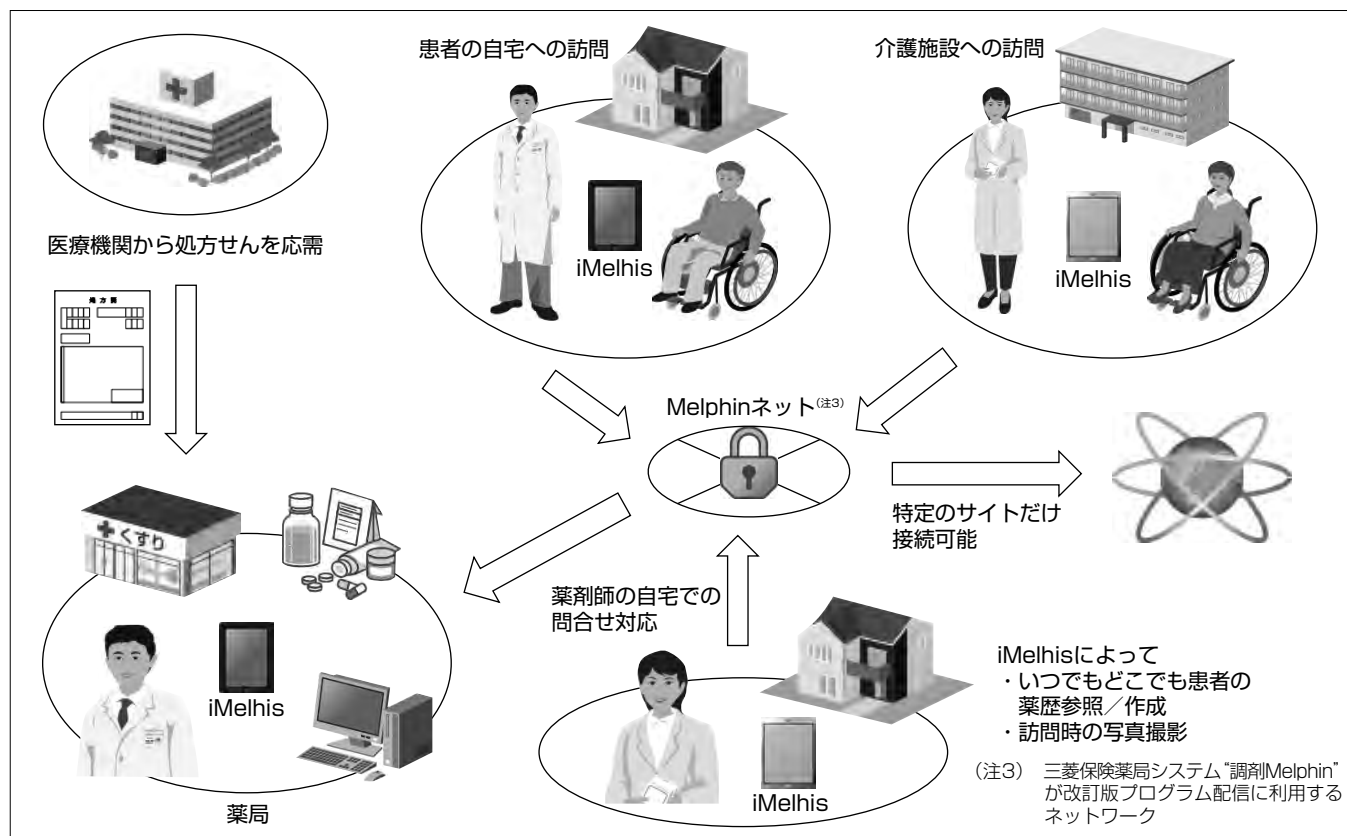 患者の自宅への訪問
介護施設への訪問
医療機関から処方せんを応需
処方箋
iMelhis
iMelhis
Melphinネット(注3)
特定のサイトだけ
接続可能
+くすり
薬剤師の自宅での
問合せ対応
iMelhis
薬局
iMelhis
iMelhisによって
・いつでもどこでも患者の
薬歴参照／作成
・訪問時の写真撮影
(注3) 三菱保険薬局システム“調剤Melphin”
が改訂版プログラム配信に利用する
ネットワーク